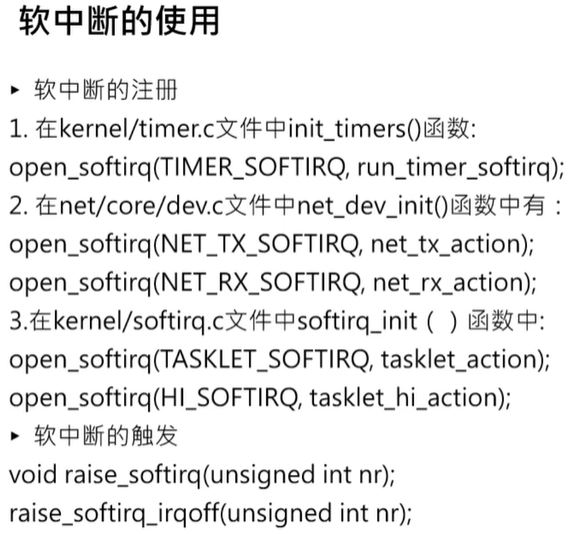 软中断的使用
▸ 软中断的注册
1. 在kernel/timer.c文件中init_timers()函数:
open_softirq(TIMER_SOFTIRQ, run_timer_softirq);
2. 在net/core/dev.c文件中net_dev_init()函数中有：
open_softirq(NET_TX_SOFTIRQ, net_tx_action);
open_softirq(NET_RX_SOFTIRQ, net_rx_action);
3.在kernel/softirq.c文件中softirq_init（ ）函数中:
open_softirq(TASKLET_SOFTIRQ, tasklet_action);
open_softirq(HI_SOFTIRQ, tasklet_hi_action);
▸ 软中断的触发
void raise_softirq(unsigned int nr);
raise_softirq_irqoff(unsigned int nr);